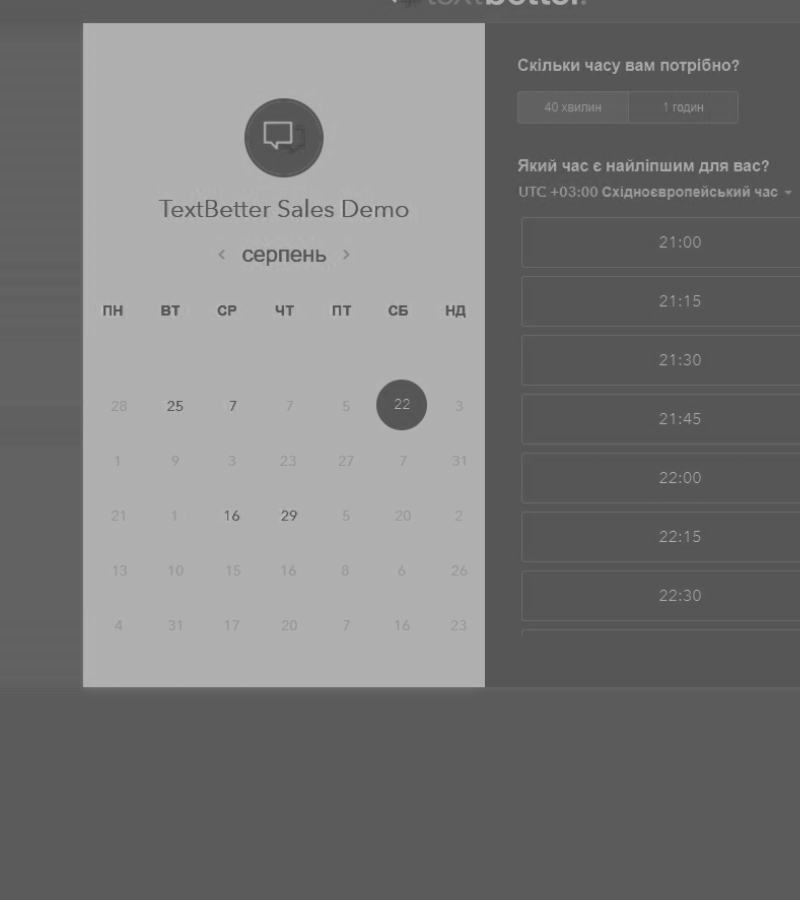 textbetter.
TextBetter Sales Demo
< серпень >
ПН ВТ СР ЧТ ПТ СБ НД
28 25 7 7 5 22 3
1 9 3 23 27 7 31
21 1 16 29 5 20 2
13 10 15 16 8 6 26
4 31 17 20 7 16 23
Скільки часу вам потрібно?
40 хвилин 1 годин
Який час є найліпшим для вас?
UTC +03:00 Східноєвропейський час
21:00
21:15
21:30
21:45
22:00
22:15
22:30